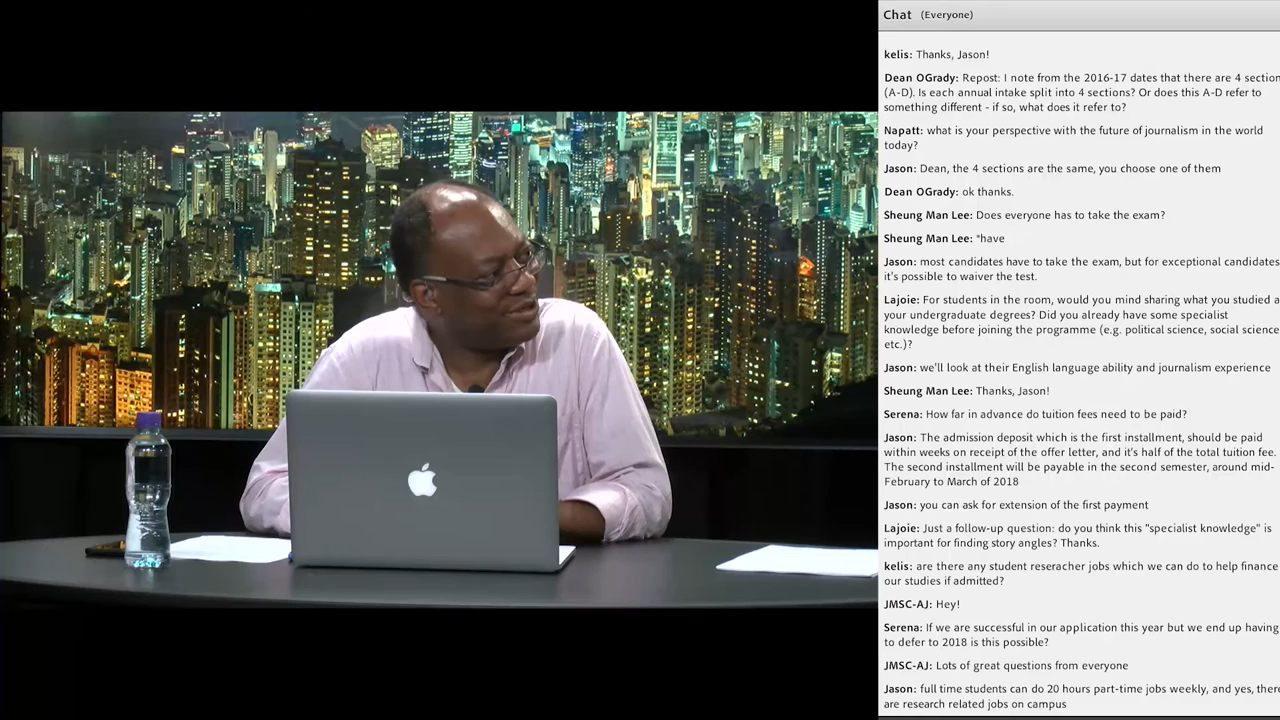 Chat (Everyone)
kelis: Thanks, Jason!
Dean OGrady: Repost: I note from the 2016-17 dates that there are 4 section
(A-D). Is each annual intake split into 4 sections? Or does this A-D refer to
something different - if so, what does it refer to?
Napatt: what is your perspective with the future of journalism in the world
today?
Jason: Dean, the 4 sections are the same, you choose one of them
Dean OGrady: ok thanks.
Sheung Man Lee: Does everyone has to take the exam?
Sheung Man Lee: *have
Jason: most candidates have to take the exam, but for exceptional candidates
it's possible to waiver the test.
Lajoie: For students in the room, would you mind sharing what you studied a
your undergraduate degrees? Did you already have some specialist
knowledge before joining the programme (e.g. political science, social science
etc.)?
Jason: we'll look at their English language ability and journalism experience
Sheung Man Lee: Thanks, Jason!
Serena: How far in advance do tuition fees need to be paid?
Jason: The admission deposit which is the first installment, should be paid
within weeks on receipt of the offer letter, and it's half of the total tuition fee.
The second installment will be payable in the second semester, around mid-
February to March of 2018
Jason: you can ask for extension of the first payment
Lajoie: Just a follow-up question: do you think this "specialist knowledge" is
important for finding story angles? Thanks.
kelis: are there any student reseracher jobs which we can do to help finance
our studies if admitted?
JMSC-AJ: Hey!
Serena: If we are successful in our application this year but we end up having
to defer to 2018 is this possible?
JMSC-AJ: Lots of great questions from everyone
Jason: full time students can do 20 hours part-time jobs weekly, and yes, there
are research related jobs on campus